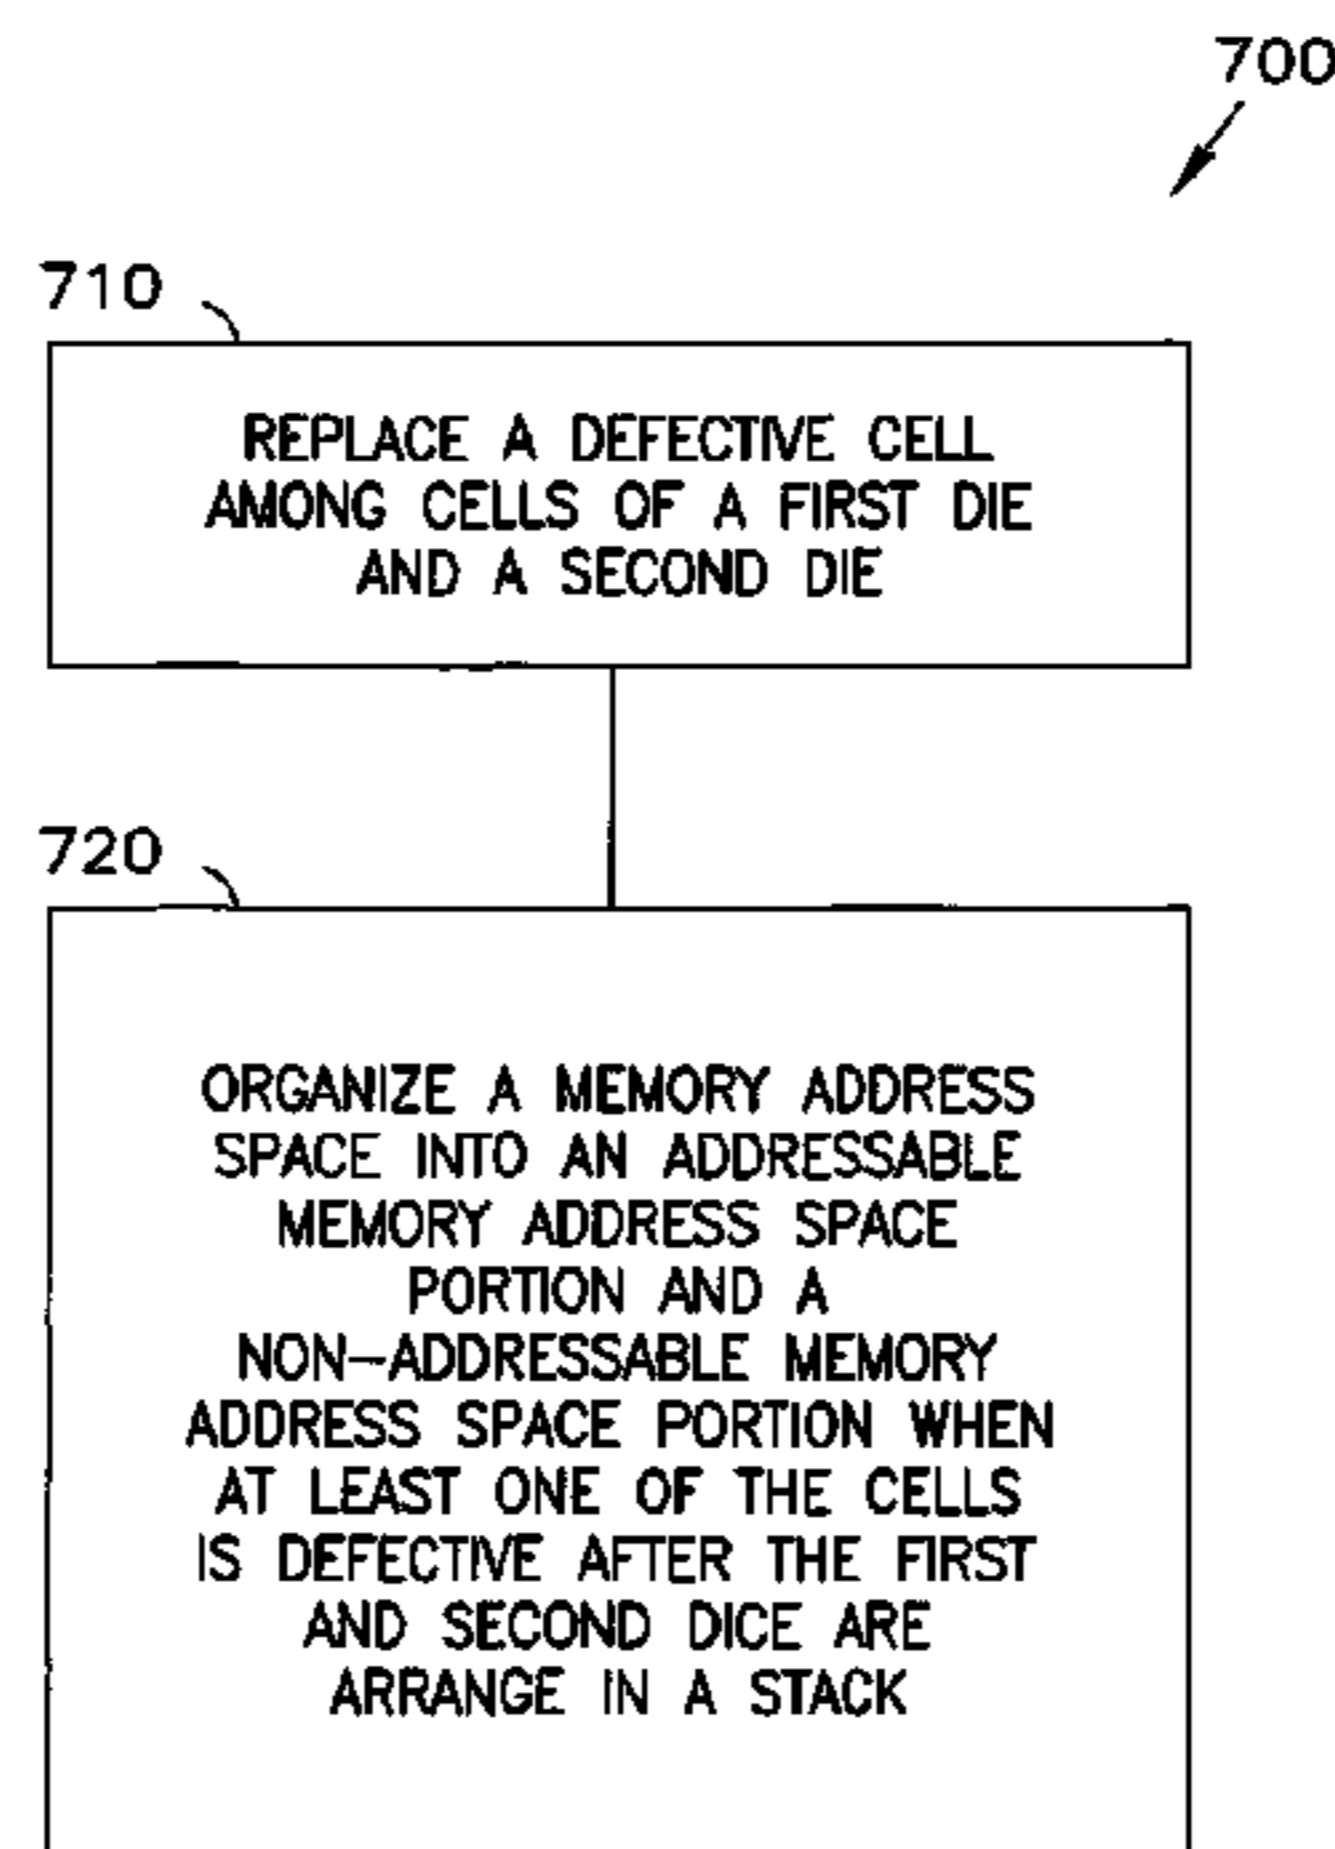 700
710
REPLACE A DEFECTIVE CELL
AMONG CELLS OF A FIRST DIE
AND A SECOND DIE
720
ORGANIZE A MEMORY ADDRESS
SPACE INTO AN ADDRESSABLE
MEMORY ADDRESS SPACE
PORTION AND A
NON-ADDRESSABLE MEMORY
ADDRESS SPACE PORTION WHEN
AT LEAST ONE OF THE CELLS
IS DEFECTIVE AFTER THE FIRST
AND SECOND DICE ARE
ARRANGE IN A STACK